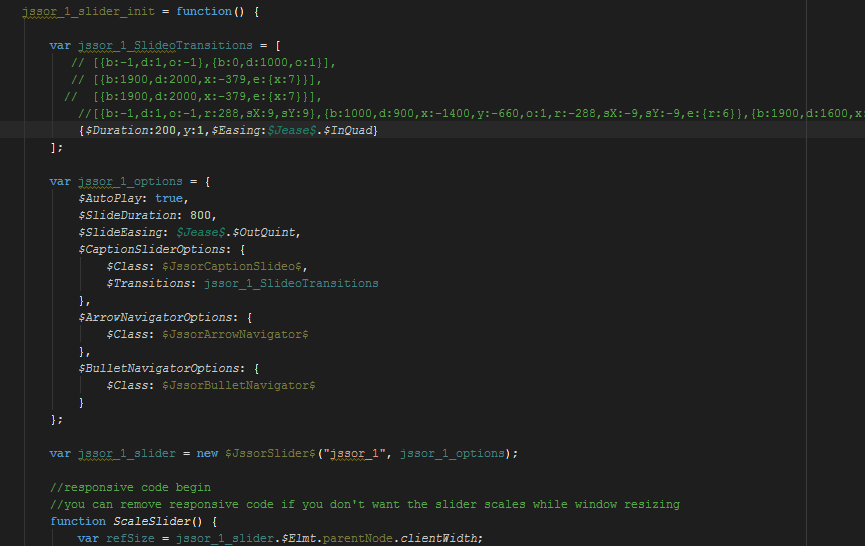 jssor_1_slider_init = function() {
var jssor_1_SlideoTransitions = [
// [{b:-1,d:1,o:-1},{b:0,d:1000,o:1}],
// [{b:1900,d:2000,x:-379,e:{x:7}}],
// [{b:1900,d:2000,x:-379,e:{x:7}}],
//[{b:-1,d:1,o:-1,r:288,sX:9,sY:9},{b:1000,d:900,x:-1400,y:-660,o:1,r:-288,sX:-9,sY:-9,e:{r:6}},{b:1900,d:1600,x:
{$Duration:200,y:1,$Easing:$Jease$.$InQuad}
];
var jssor_1_options = {
$AutoPlay: true,
$SlideDuration: 800,
$SlideEasing: $Jease$.$OutQuint,
$CaptionSliderOptions: {
$Class: $JssorCaptionSlideo$,
$Transitions: jssor_1_SlideoTransitions
},
$ArrowNavigatorOptions: {
$Class: $JssorArrowNavigator$
},
$BulletNavigatorOptions: {
$Class: $JssorBulletNavigator$
}
};
var jssor_1_slider = new $JssorSlider$("jssor_1", jssor_1_options);
//responsive code begin
//you can remove responsive code if you don't want the slider scales while window resizing
function ScaleSlider() {
var refSize = jssor_1_slider.$Elmt.parentNode.clientWidth;